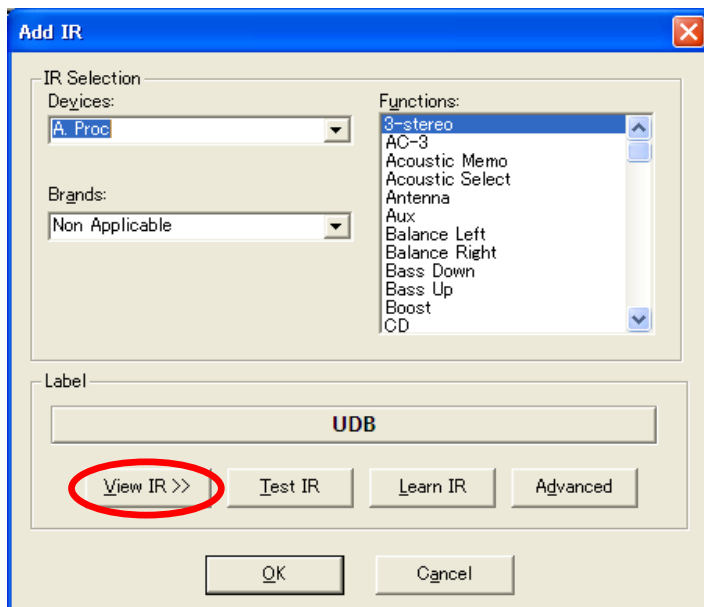 Add IR
IR Selection
Devices:
A. Proc
Brands:
Non Applicable
Functions:
3-stereo
AC-3
Acoustic Memo
Acoustic Select
Antenna
Aux
Balance Left
Balance Right
Bass Down
Bass Up
Boost
CD
Label
UDB
View IR >>
Test IR
Learn IR
Advanced
OK
Cancel